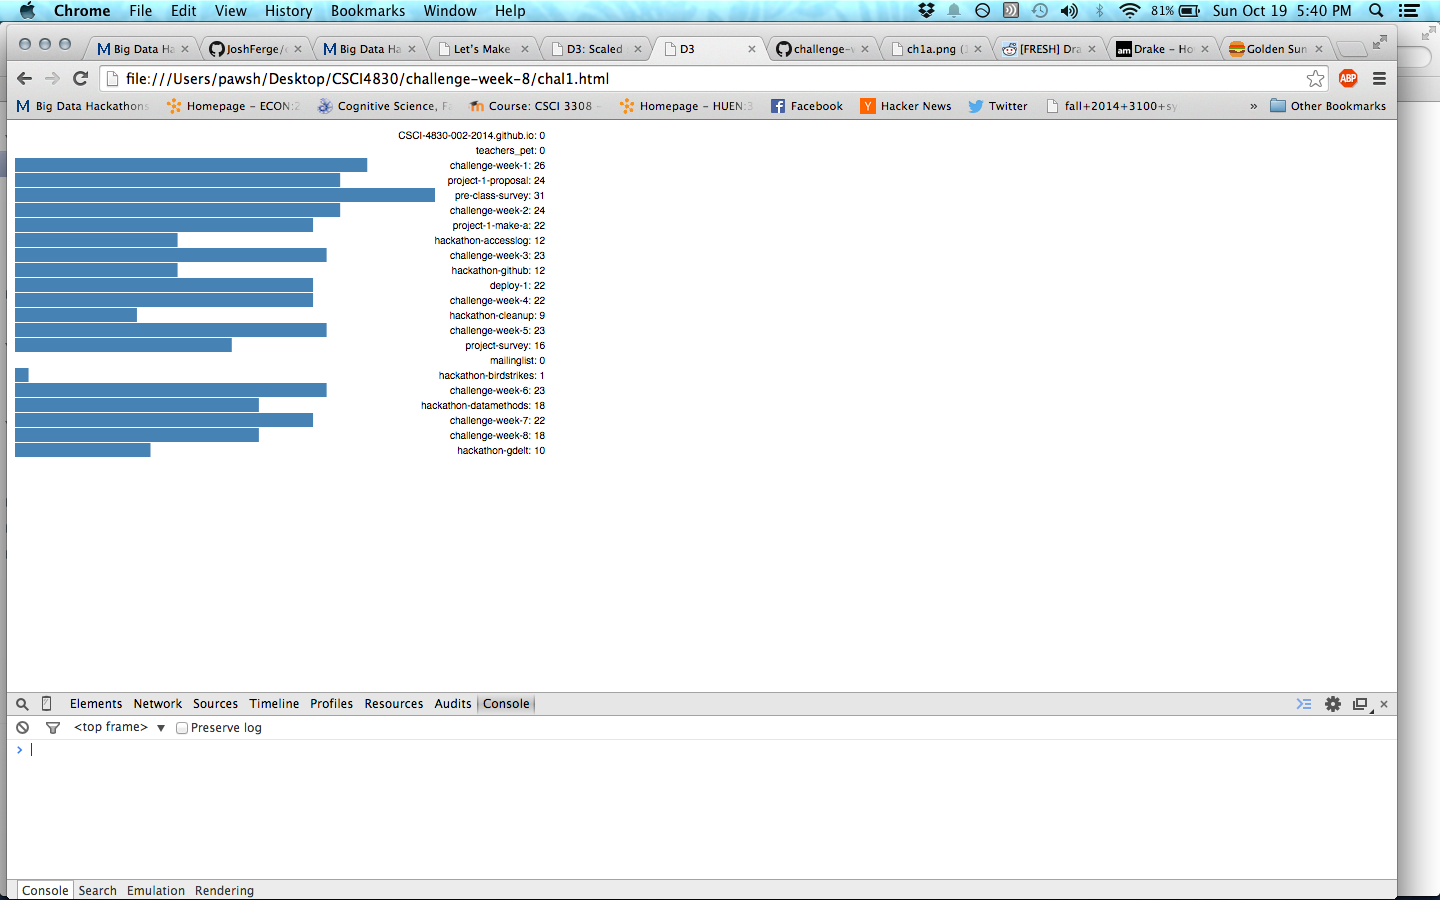 Chrome File Edit View History Bookmarks Window Help 81% Sun Oct 19 5:40 PM
Big Data Ha JoshFerge/ Big Data Ha Let's Make D3: Scaled D3 challenge- ch1a.png ( [FRESH] Dra am Drake – Ho Golden Sun
file:///Users/pawsh/Desktop/CSCI4830/challenge-week-8/chal1.html ABP
Big Data Hackathons Homepage – ECON:2 Cognitive Science, Fa Course: CSCI 3308 – Homepage – HUEN:3 Facebook Hacker News Twitter fall+2014+3100+sy » Other Bookmarks
CSCI-4830-002-2014.github.io: 0
teachers_pet: 0
challenge-week-1: 26
project-1-proposal: 24
pre-class-survey: 31
challenge-week-2: 24
project-1-make-a: 22
hackathon-accesslog: 12
challenge-week-3: 23
hackathon-github: 12
deploy-1: 22
challenge-week-4: 22
hackathon-cleanup: 9
challenge-week-5: 23
project-survey: 16
mailinglist: 0
hackathon-birdstrikes: 1
challenge-week-6: 23
hackathon-datamethods: 18
challenge-week-7: 22
challenge-week-8: 18
hackathon-gdelt: 10
Elements Network Sources Timeline Profiles Resources Audits Console
<top frame> Preserve log
Console Search Emulation Rendering